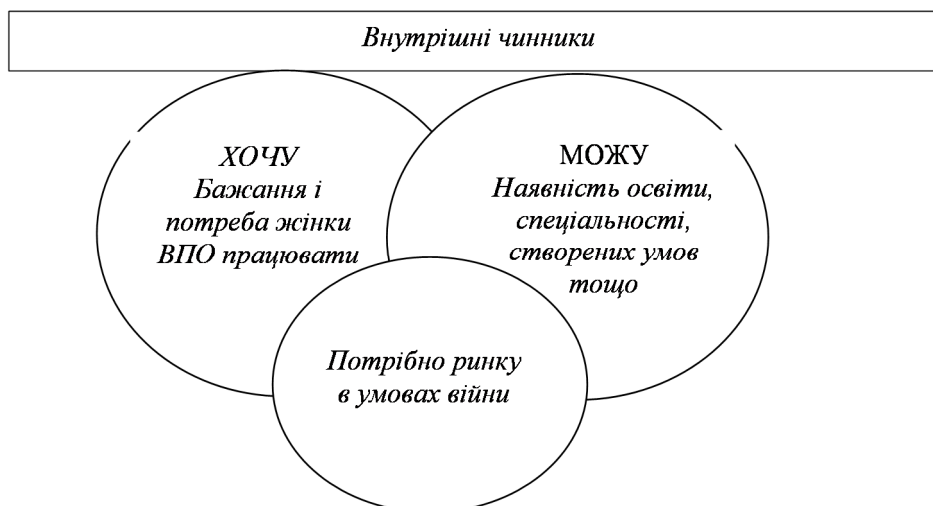 Внутрішні чинники
ХОЧУ
Бажання і
потреба жінки
ВПО працювати
МОЖУ
Наявність освіти,
спеціальності,
створених умов
тощо
Потрібно ринку
в умовах війни